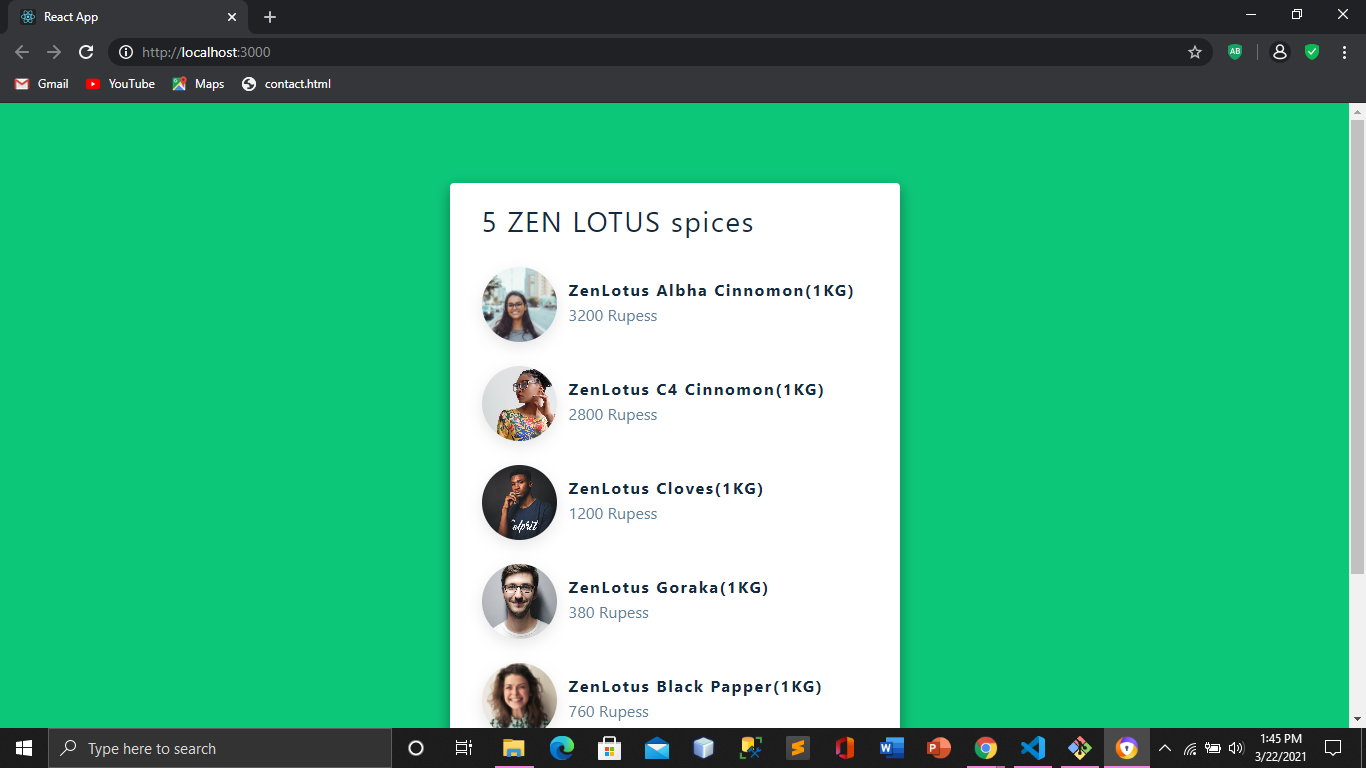 React App
http://localhost:3000
AB
Gmail
YouTube
Maps
contact.html
5 ZEN LOTUS spices
ZenLotus Albha Cinnomon(1KG)
3200 Rupess
ZenLotus C4 Cinnomon(1KG)
2800 Rupess
ZenLotus Cloves(1KG)
1200 Rupess
ZenLotus Goraka(1KG)
380 Rupess
ZenLotus Black Papper(1KG)
760 Rupess
Type here to search
1:45 PM
3/22/2021